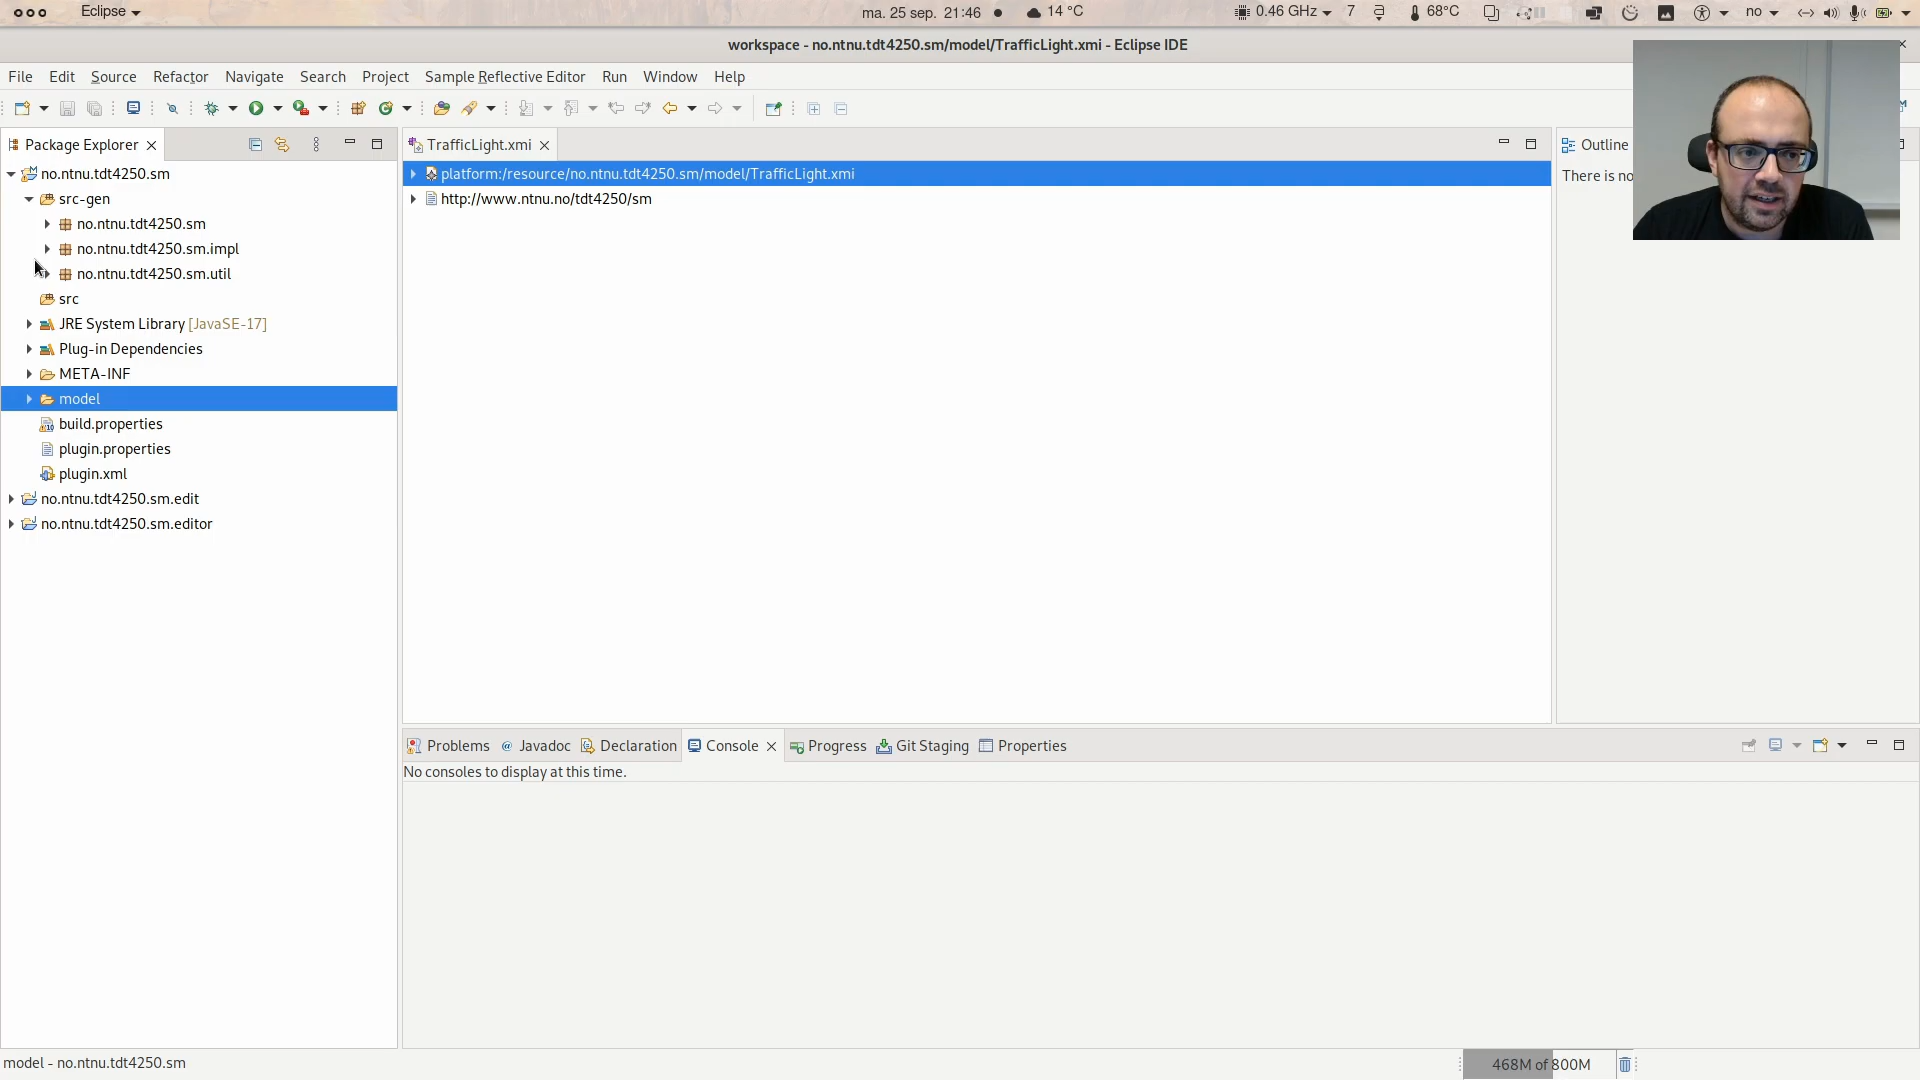 Eclipse
ma. 25 sep. 21:46
14 °C
0.46 GHz
7
68°C
no
workspace - no.ntnu.tdt4250.sm/model/TrafficLight.xmi - Eclipse IDE
File Edit Source Refactor Navigate Search Project Sample Reflective Editor Run Window Help
Package Explorer
TrafficLight.xmi
Outline
no.ntnu.tdt4250.sm
src-gen
no.ntnu.tdt4250.sm
no.ntnu.tdt4250.sm.impl
no.ntnu.tdt4250.sm.util
src
JRE System Library [JavaSE-17]
Plug-in Dependencies
META-INF
model
build.properties
plugin.properties
plugin.xml
no.ntnu.tdt4250.sm.edit
no.ntnu.tdt4250.sm.editor
platform:/resource/no.ntnu.tdt4250.sm/model/TrafficLight.xmi
http://www.ntnu.no/tdt4250/sm
There is no
Problems Javadoc Declaration Console Progress Git Staging Properties
No consoles to display at this time.
model - no.ntnu.tdt4250.sm
468M of 800M